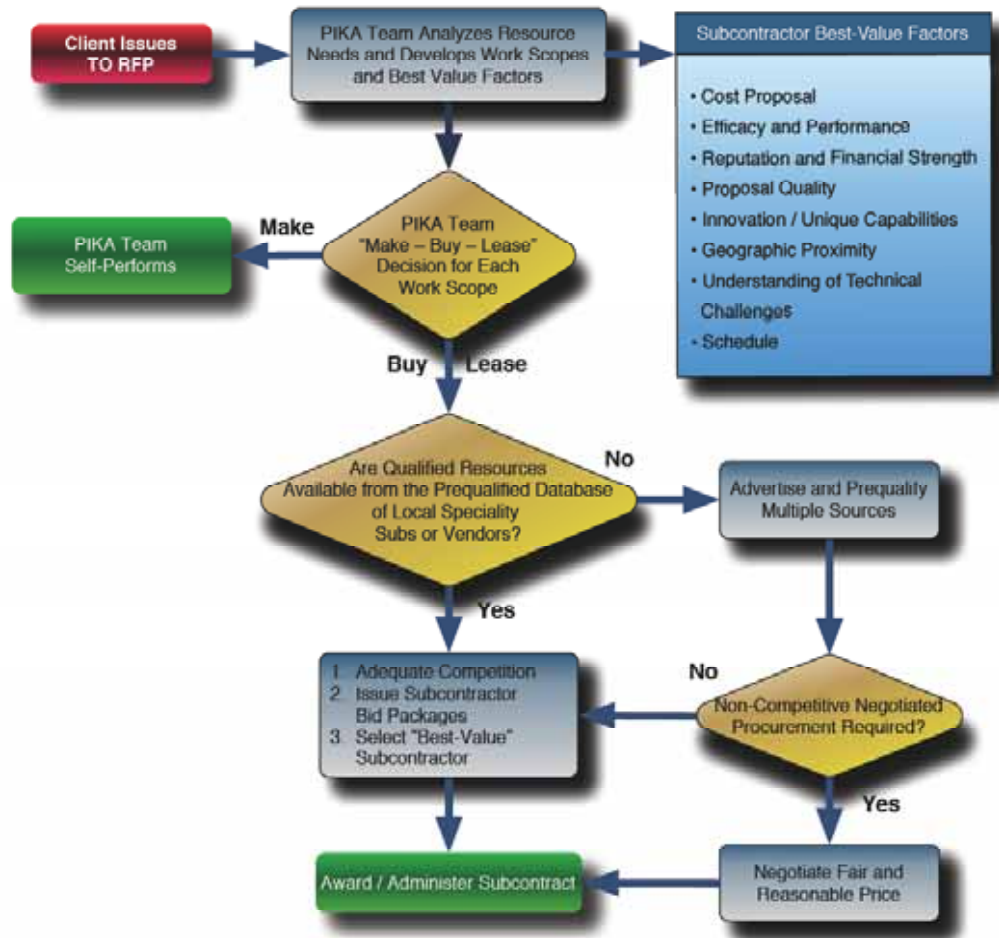 Client Issues
TO RFP
PIKA Team Analyzes Resource
Needs and Develops Work Scopes
and Best Value Factors
Subcontractor Best-Value Factors
• Cost Proposal
• Efficacy and Performance
• Reputation and Financial Strength
• Proposal Quality
• Innovation / Unique Capabilities
• Geographic Proximity
• Understanding of Technical
Challenges
• Schedule
PIKA Team
"Make – Buy – Lease"
Decision for Each
Work Scope
Make
PIKA Team
Self-Performs
Buy
Lease
Are Qualified Resources
Available from the Prequalified Database
of Local Speciality
Subs or Vendors?
No
Advertise and Prequalify
Multiple Sources
Yes
1. Adequate Competition
2. Issue Subcontractor
Bid Packages
3. Select "Best-Value"
Subcontractor
No
Non-Competitive Negotiated
Procurement Required?
Yes
Negotiate Fair and
Reasonable Price
Award / Administer Subcontract